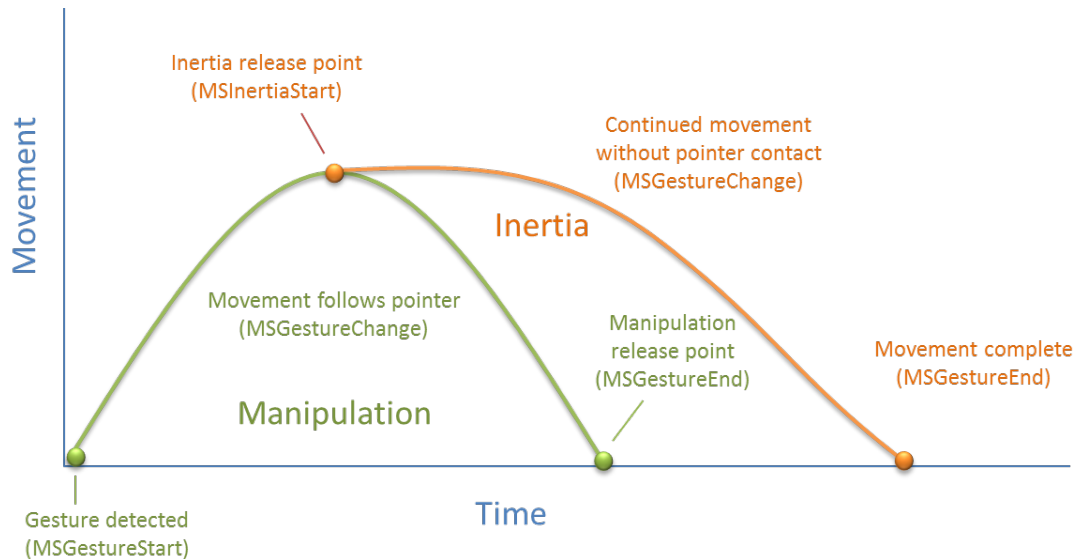 Inertia release point
(MSInertiaStart)
Continued movement
without pointer contact
(MSGestureChange)
Movement
Inertia
Movement follows pointer
(MSGestureChange)
Manipulation
release point
(MSGestureEnd)
Movement complete
(MSGestureEnd)
Manipulation
Time
Gesture detected
(MSGestureStart)